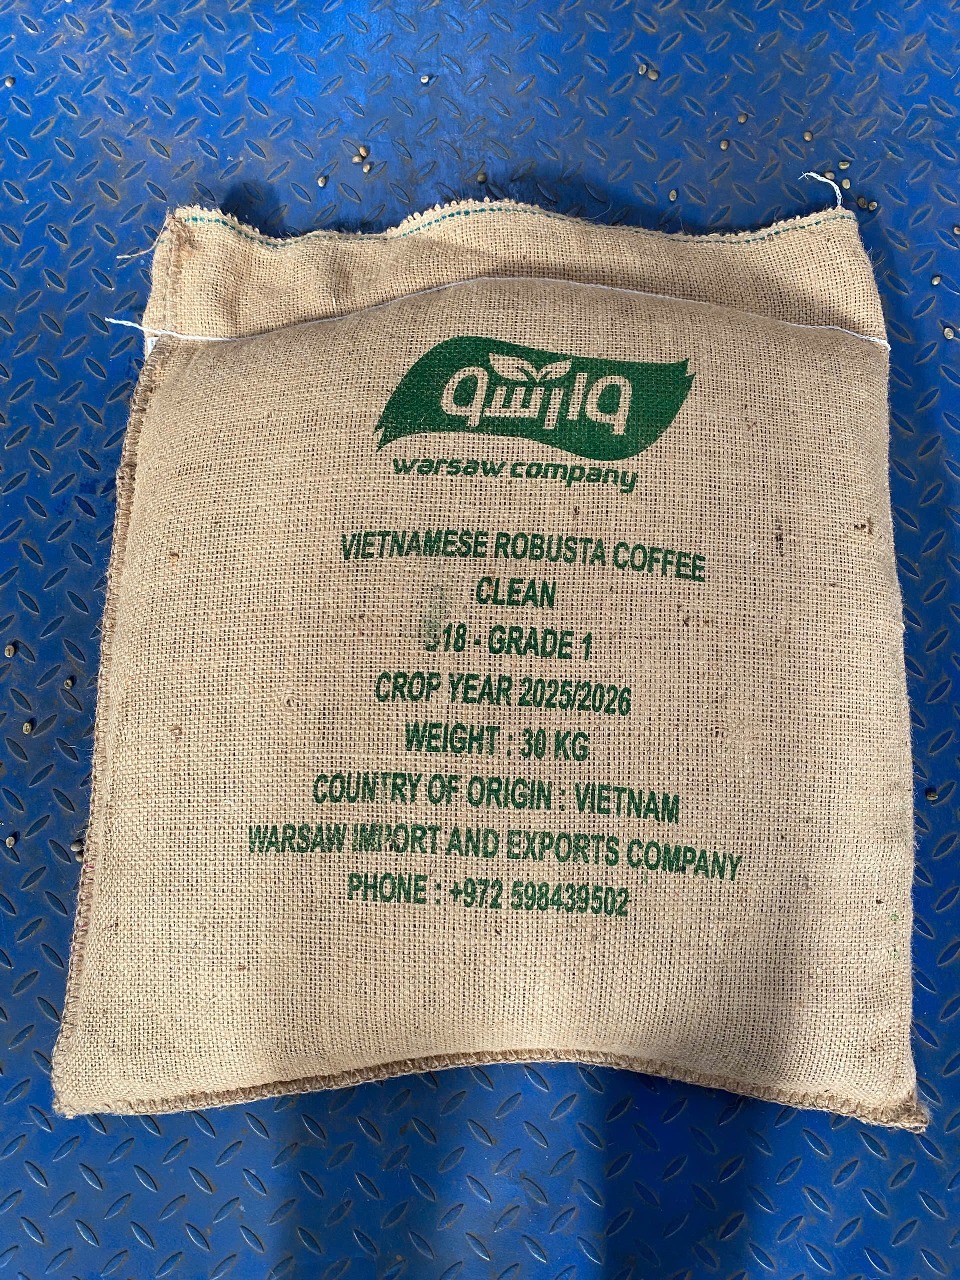 وارسو
warsaw company
VIETNAMESE ROBUSTA COFFEE
CLEAN
S18 - GRADE 1
CROP YEAR 2025/2026
WEIGHT : 30 KG
COUNTRY OF ORIGIN : VIETNAM
WARSAW IMPORT AND EXPORTS COMPANY
PHONE : +972 598439502